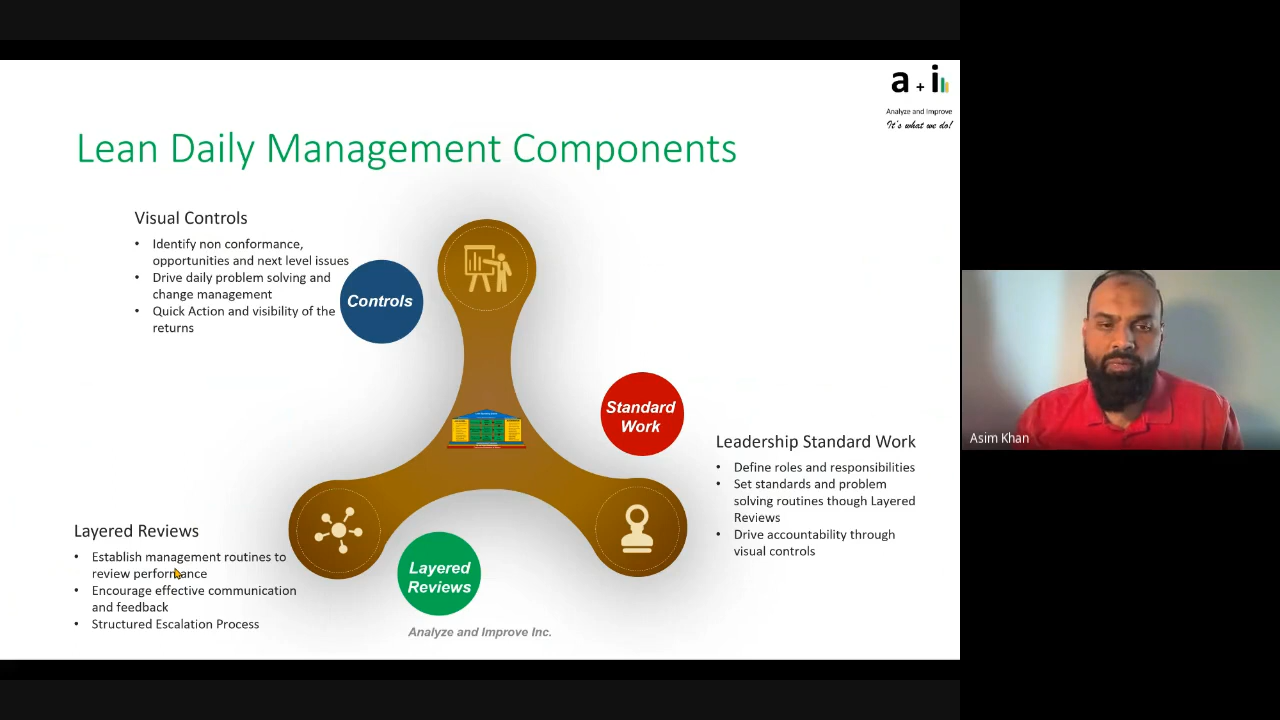 a + i
Analyze and Improve
It's what we do!
Lean Daily Management Components
Visual Controls
• Identify non conformance,
opportunities and next level issues
• Drive daily problem solving and
change management
• Quick Action and visibility of the
returns
Controls
Standard
Work
Leadership Standard Work
• Define roles and responsibilities
• Set standards and problem
solving routines though Layered
Reviews
• Drive accountability through
visual controls
Layered Reviews
• Establish management routines to
review performance
• Encourage effective communication
and feedback
• Structured Escalation Process
Layered
Reviews
Analyze and Improve Inc.
Asim Khan